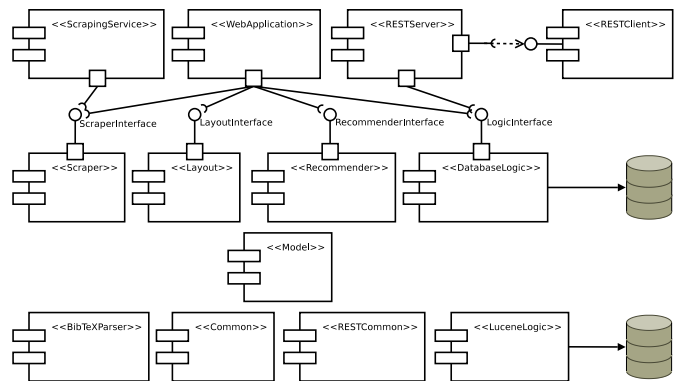 <<ScrapingService>>
<<WebApplication>>
<<RESTServer>>
<<RESTClient>>
ScraperInterface
LayoutInterface
RecommenderInterface
LogicInterface
<<Scraper>>
<<Layout>>
<<Recommender>>
<<DatabaseLogic>>
<<Model>>
<<BibTeXParser>>
<<Common>>
<<RESTCommon>>
<<LuceneLogic>>